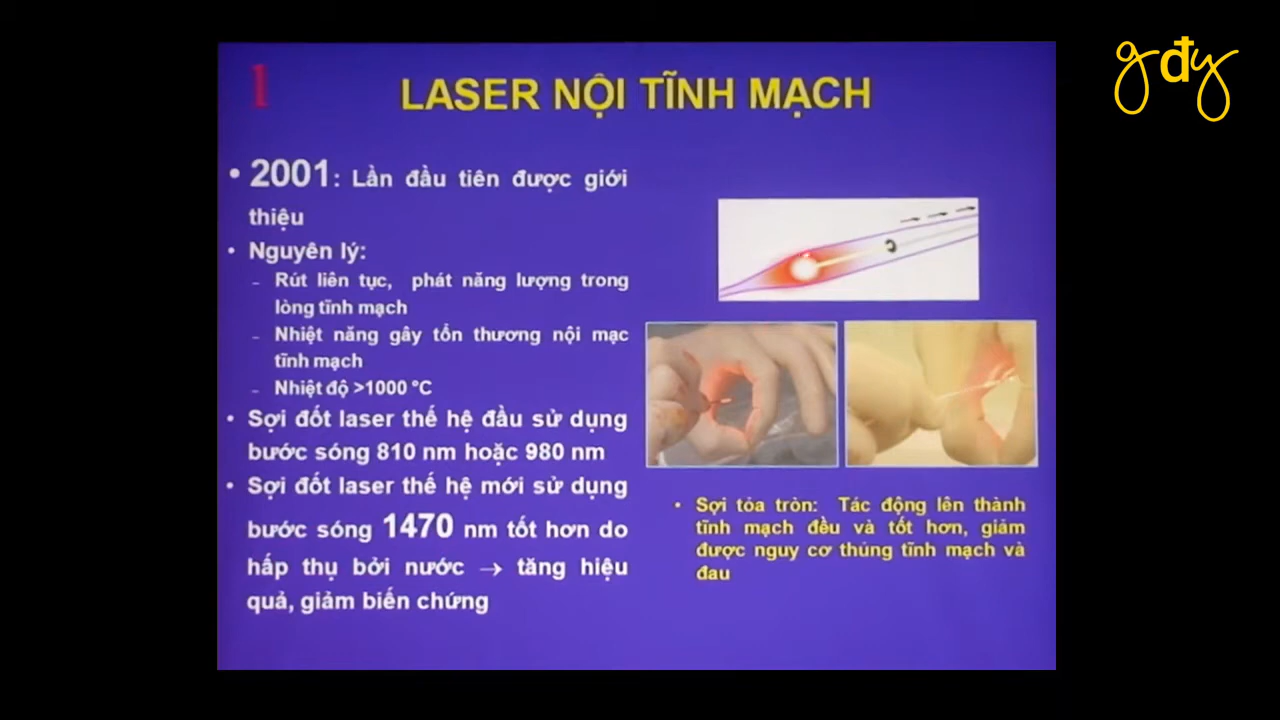 gđy
1
LASER NỘI TĨNH MẠCH
• 2001: Lần đầu tiên được giới
thiệu
• Nguyên lý:
– Rút liên tục, phát năng lượng trong
lòng tĩnh mạch
– Nhiệt năng gây tổn thương nội mạc
tĩnh mạch
– Nhiệt độ >1000 °C
• Sợi đốt laser thế hệ đầu sử dụng
bước sóng 810 nm hoặc 980 nm
• Sợi đốt laser thế hệ mới sử dụng
bước sóng 1470 nm tốt hơn do
hấp thụ bởi nước → tăng hiệu
quả, giảm biến chứng
• Sợi tỏa tròn: Tác động lên thành
tĩnh mạch đều và tốt hơn, giảm
được nguy cơ thủng tĩnh mạch và
đau